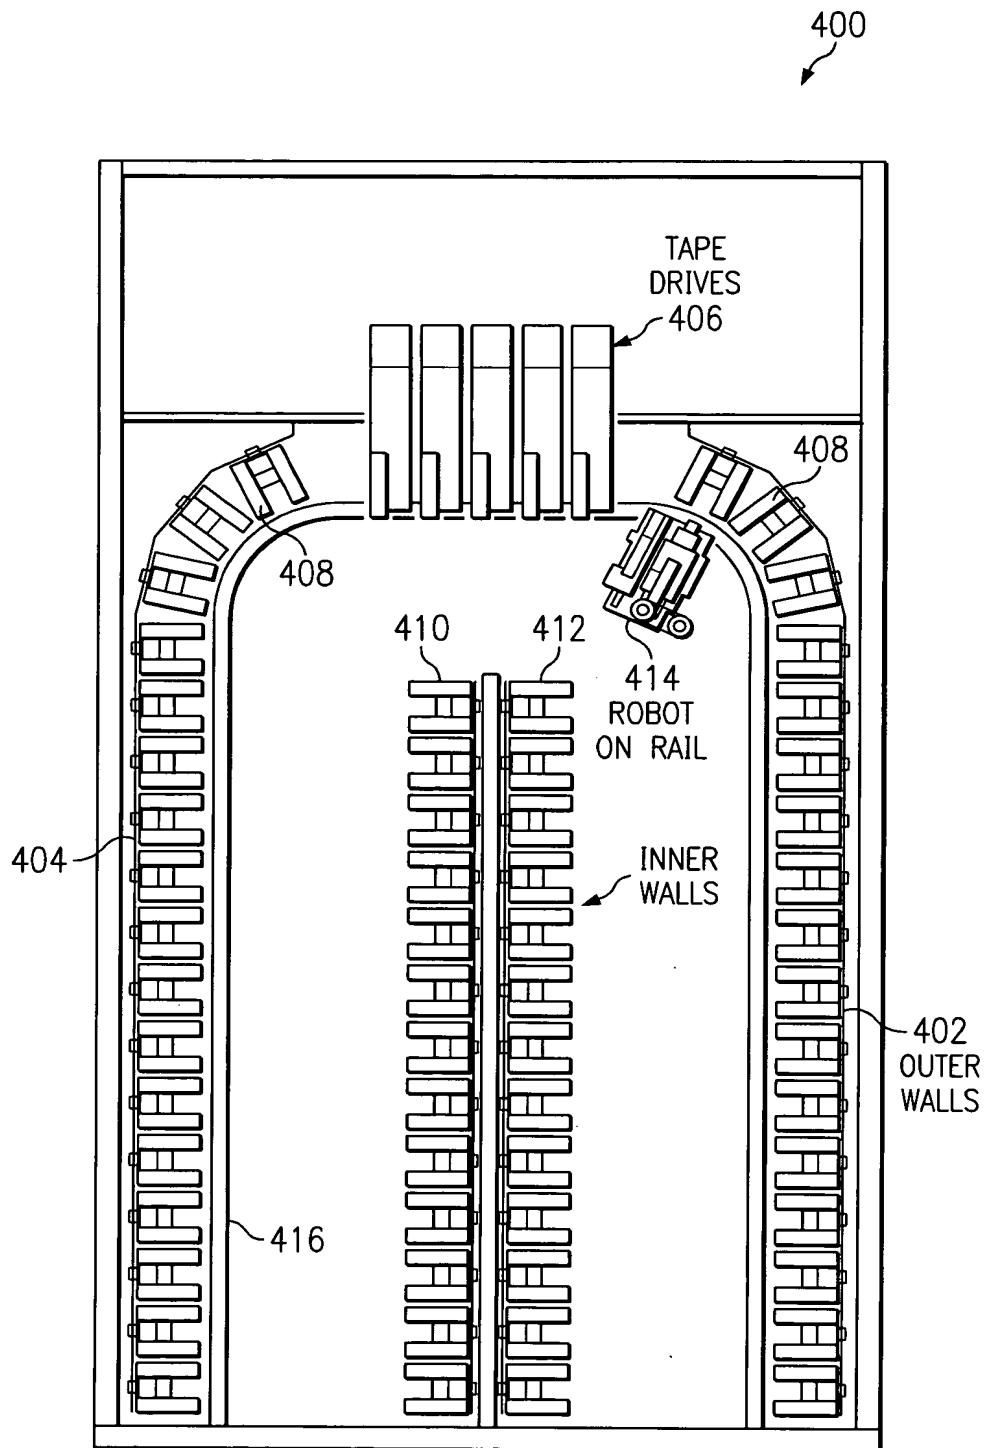 400
TAPE
DRIVES
406
408
408
410
412
414
ROBOT
ON RAIL
404
INNER
WALLS
402
OUTER
WALLS
416